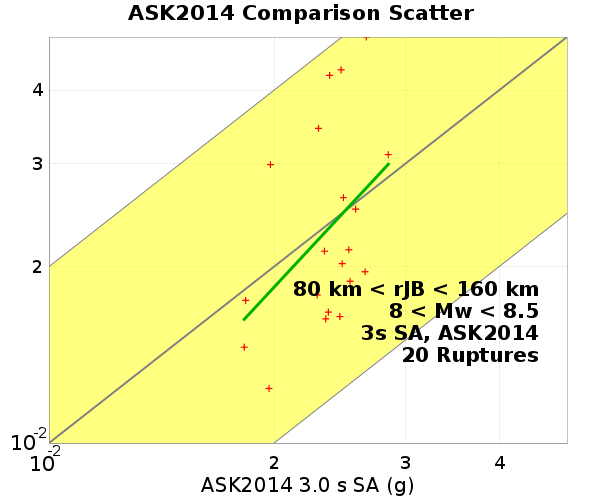 ASK2014 Comparison Scatter
4
3
2
80 km < rJB < 160 km
8 < Mw < 8.5
3s SA, ASK2014
20 Ruptures
10-2
10-2
2
3
4
ASK2014 3.0 s SA (g)